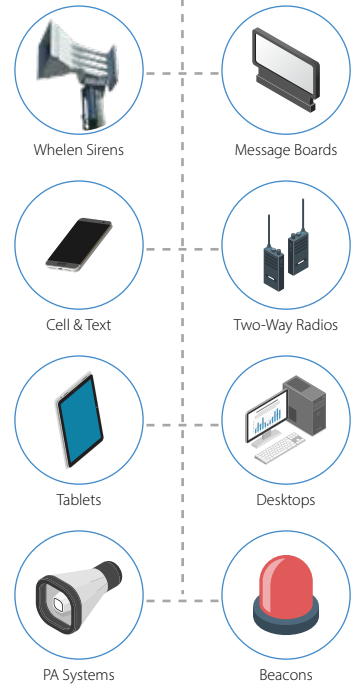 Whelen Sirens
Message Boards
Cell & Text
Two-Way Radios
Tablets
Desktops
PA Systems
Beacons